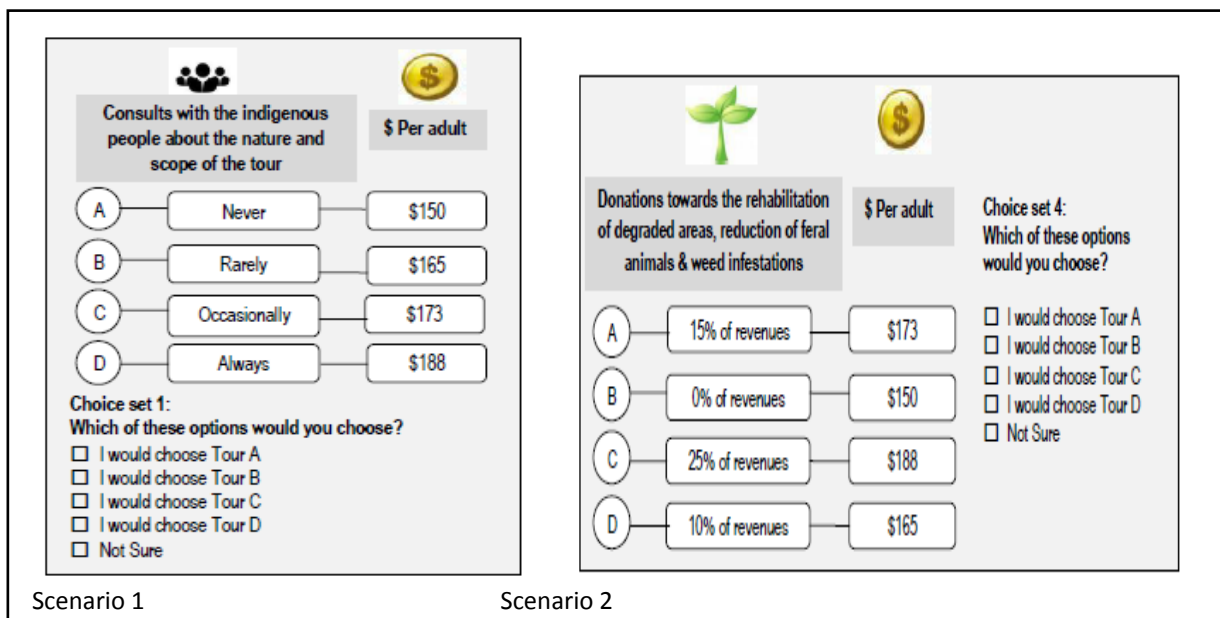 Consults with the indigenous
people about the nature and
scope of the tour
$ Per adult
A Never $150
B Rarely $165
C Occasionally $173
D Always $188
Choice set 1:
Which of these options would you choose?
☐ I would choose Tour A
☐ I would choose Tour B
☐ I would choose Tour C
☐ I would choose Tour D
☐ Not Sure
Scenario 1
Donations towards the rehabilitation
of degraded areas, reduction of feral
animals & weed infestations
$ Per adult
A 15% of revenues $173
B 0% of revenues $150
C 25% of revenues $188
D 10% of revenues $165
Choice set 4:
Which of these options
would you choose?
☐ I would choose Tour A
☐ I would choose Tour B
☐ I would choose Tour C
☐ I would choose Tour D
☐ Not Sure
Scenario 2